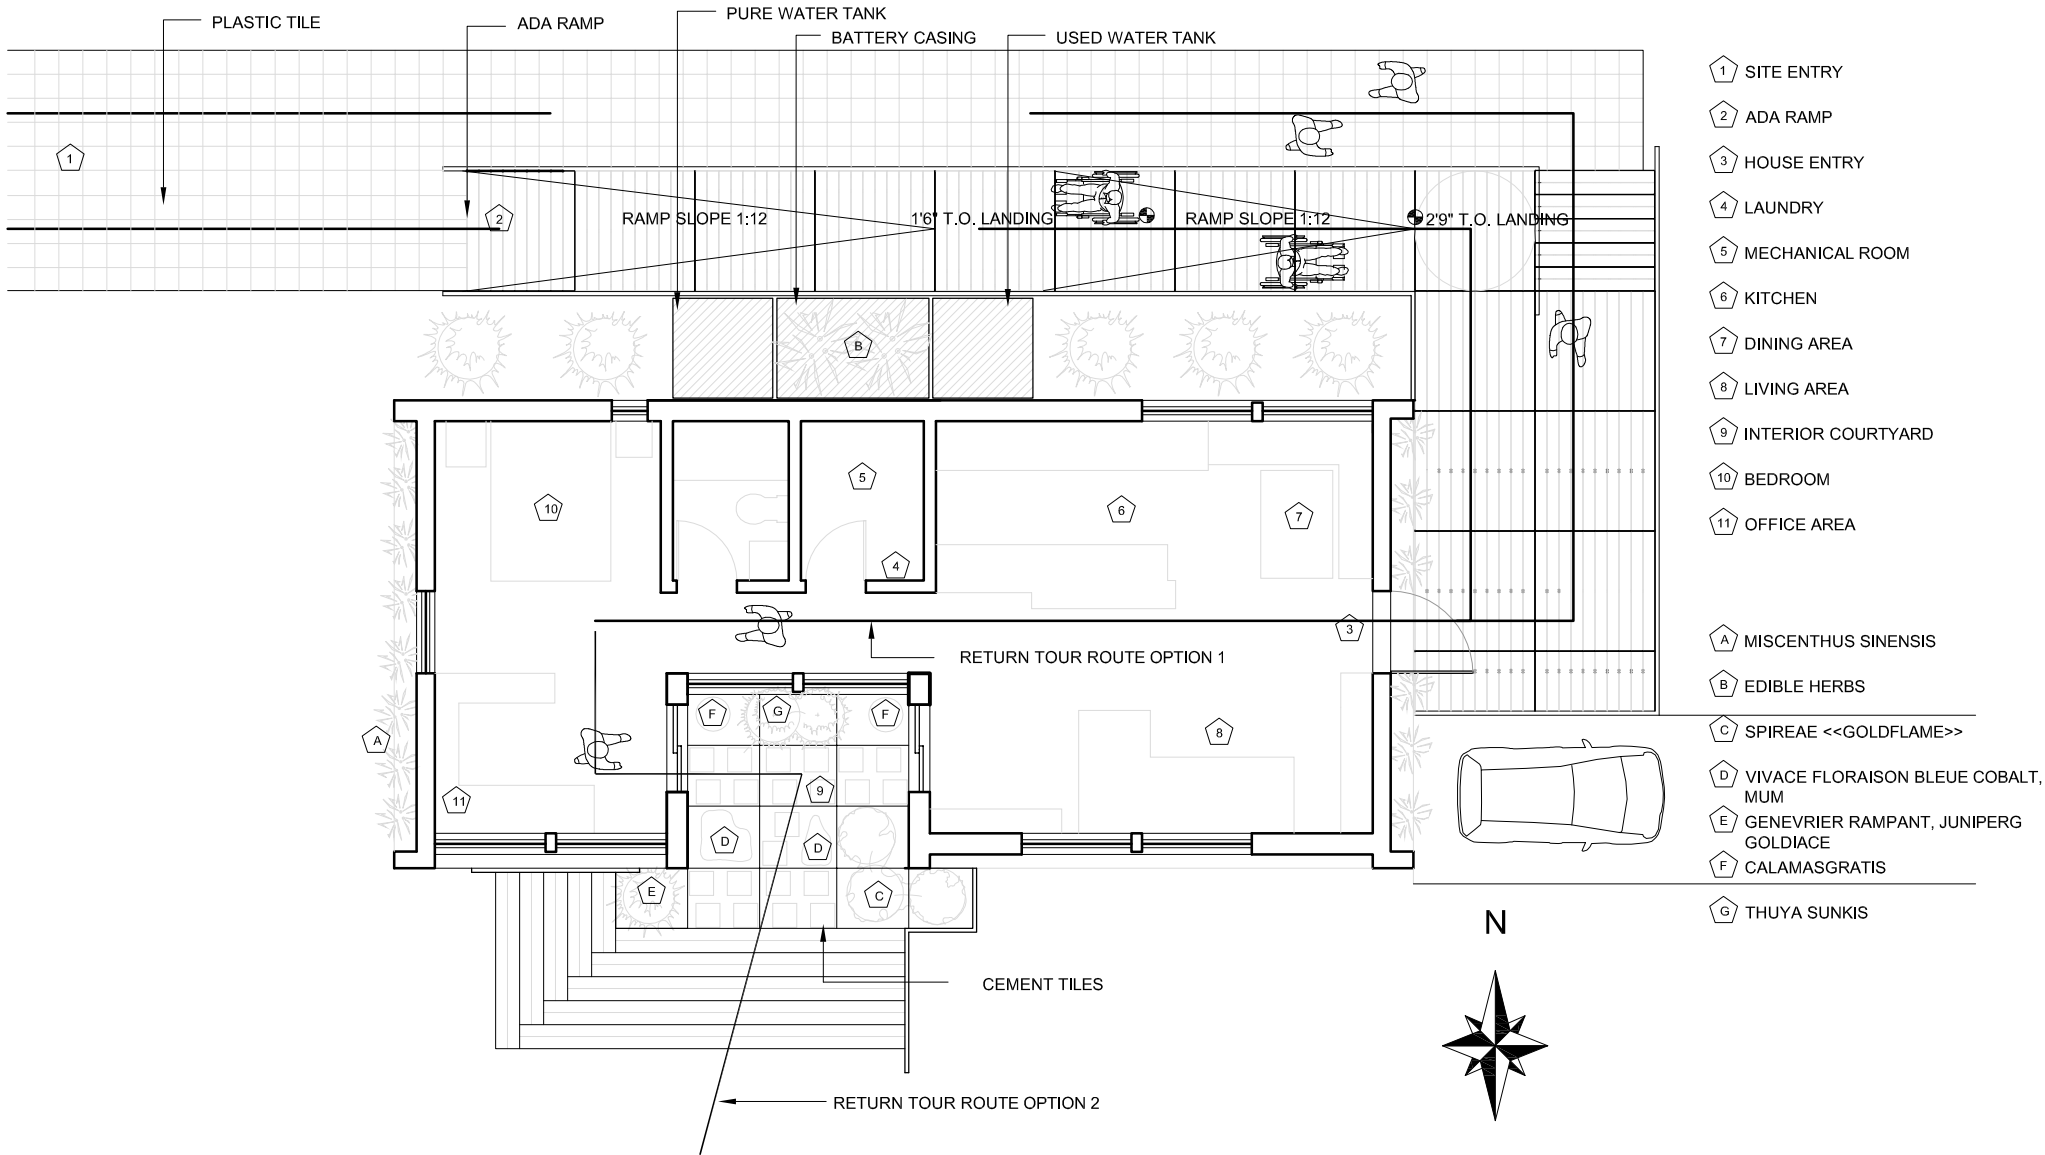 PURE WATER TANK
PLASTIC TILE
ADA RAMP
BATTERY CASING
USED WATER TANK
1
2
RAMP SLOPE 1:12
1'6" T.O. LANDING
RAMP SLOPE 1:12
2'9" T.O. LANDING
B
10
5
6
7
4
3
RETURN TOUR ROUTE OPTION 1
A
F
G
F
8
11
9
D
D
E
C
CEMENT TILES
RETURN TOUR ROUTE OPTION 2
1 SITE ENTRY
2 ADA RAMP
3 HOUSE ENTRY
4 LAUNDRY
5 MECHANICAL ROOM
6 KITCHEN
7 DINING AREA
8 LIVING AREA
9 INTERIOR COURTYARD
10 BEDROOM
11 OFFICE AREA
A MISCENTHUS SINENSIS
B EDIBLE HERBS
C SPIREAE <<GOLDFLAME>>
D VIVACE FLORAISON BLEUE COBALT,
MUM
E GENEVRIER RAMPANT, JUNIPERG
GOLDIACE
F CALAMASGRATIS
G THUYA SUNKIS
N